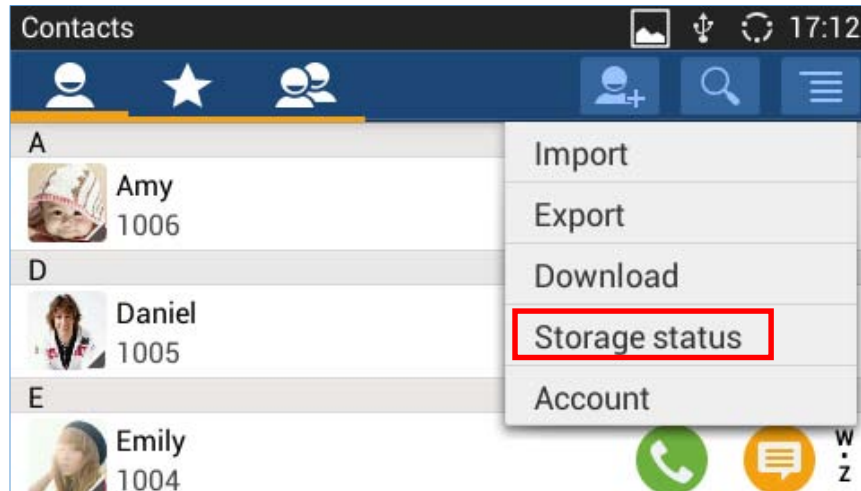 Contacts 17:12
A
Amy
1006
D
Daniel
1005
E
Emily
1004
Import
Export
Download
Storage status
Account
W
Z